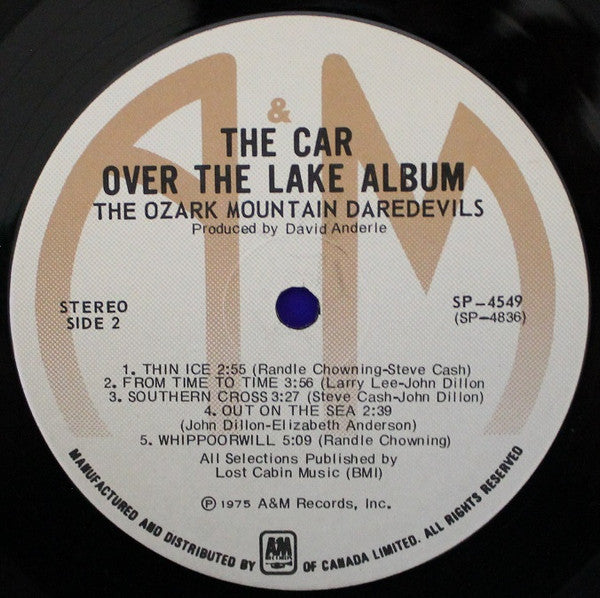 &
THE CAR
OVER THE LAKE ALBUM
THE OZARK MOUNTAIN DAREDEVILS
Produced by David Anderle
STEREO
SIDE 2
SP-4549
(SP-4836)
1. THIN ICE 2:55 (Randle Chowning-Steve Cash)
2. FROM TIME TO TIME 3:56 (Larry Lee-John Dillon
3. SOUTHERN CROSS 3:27 (Steve Cash-John Dillon)
4. OUT ON THE SEA 2:39
(John Dillon-Elizabeth Anderson)
5. WHIPPOORWILL 5:09 (Randle Chowning)
All Selections Published by
Lost Cabin Music (BMI)
Ⓟ 1975 A&M Records, Inc.
MANUFACTURED AND DISTRIBUTED BY A&M RECORDS OF CANADA LIMITED. ALL RIGHTS RESERVED